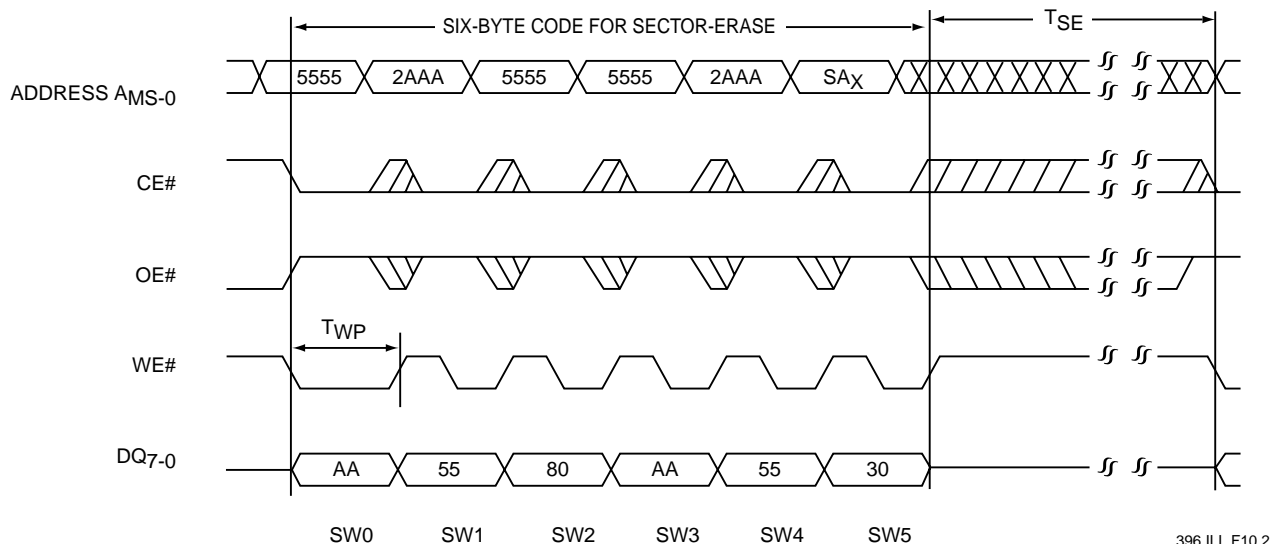 SIX-BYTE CODE FOR SECTOR-ERASE TSE
ADDRESS AMS-0 5555 2AAA 5555 5555 2AAA SAX
CE#
OE#
TWP
WE#
DQ7-0 AA 55 80 AA 55 30
SW0 SW1 SW2 SW3 SW4 SW5
396 ILL F10.2